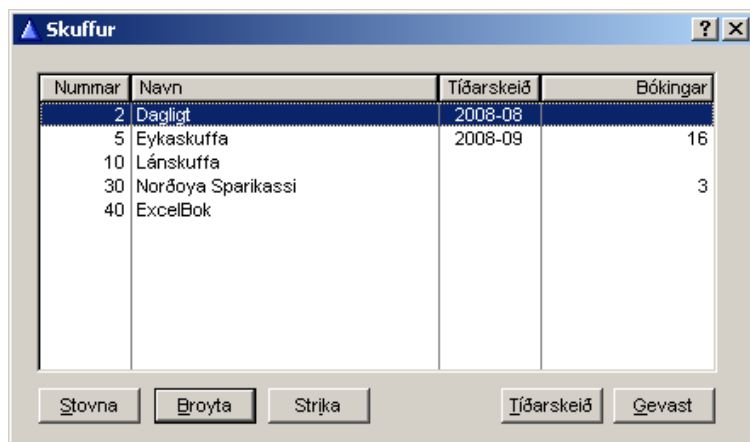 Skuffur
Nummar Navn Tíðarskeið Bókingar
2 Dagligt 2008-08
5 Eykaskuffa 2008-09 16
10 Lánskuffa
30 Norðoya Sparikassi 3
40 ExcelBok
Stovna Broyta Strika Tíðarskeið Gevast